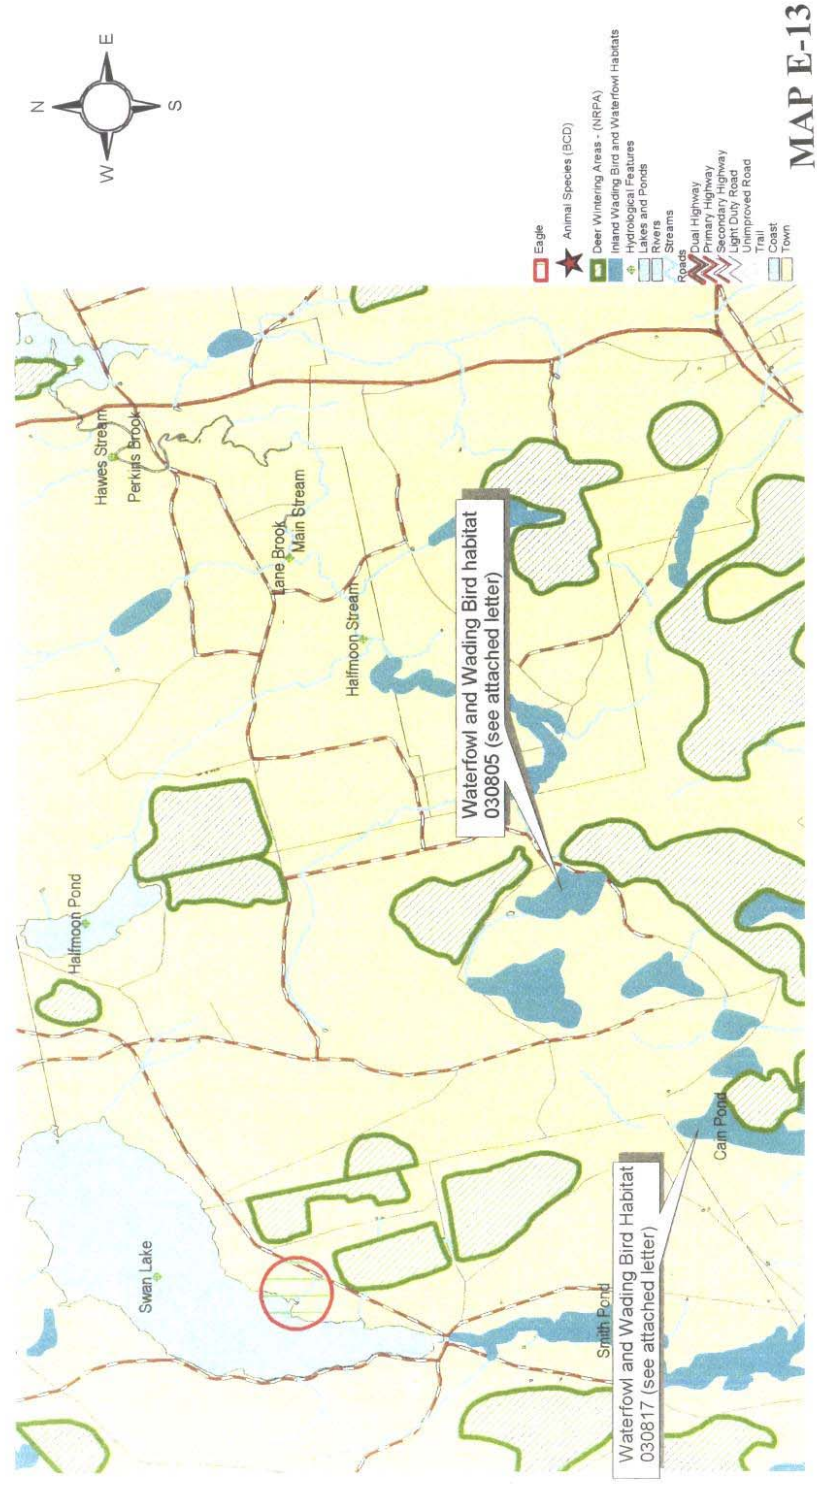 N
W
E
S
Eagle
Animal Species (BCD)
Deer Wintering Areas - (NRPA)
Inland Wading Bird and Waterfowl Habitats
Hydrological Features
Lakes and Ponds
Rivers
Streams
Roads
Dual Highway
Primary Highway
Secondary Highway
Light Duty Road
Unimproved Road
Trail
Coast
Town
MAP E-13
Swan Lake
Halfmoon Pond
Hawes Stream
Perkins Brook
Lane Brook
Main Stream
Halfmoon Stream
Waterfowl and Wading Bird habitat
030805 (see attached letter)
Smith Pond
Waterfowl and Wading Bird Habitat
030817 (see attached letter)
Cain Pond